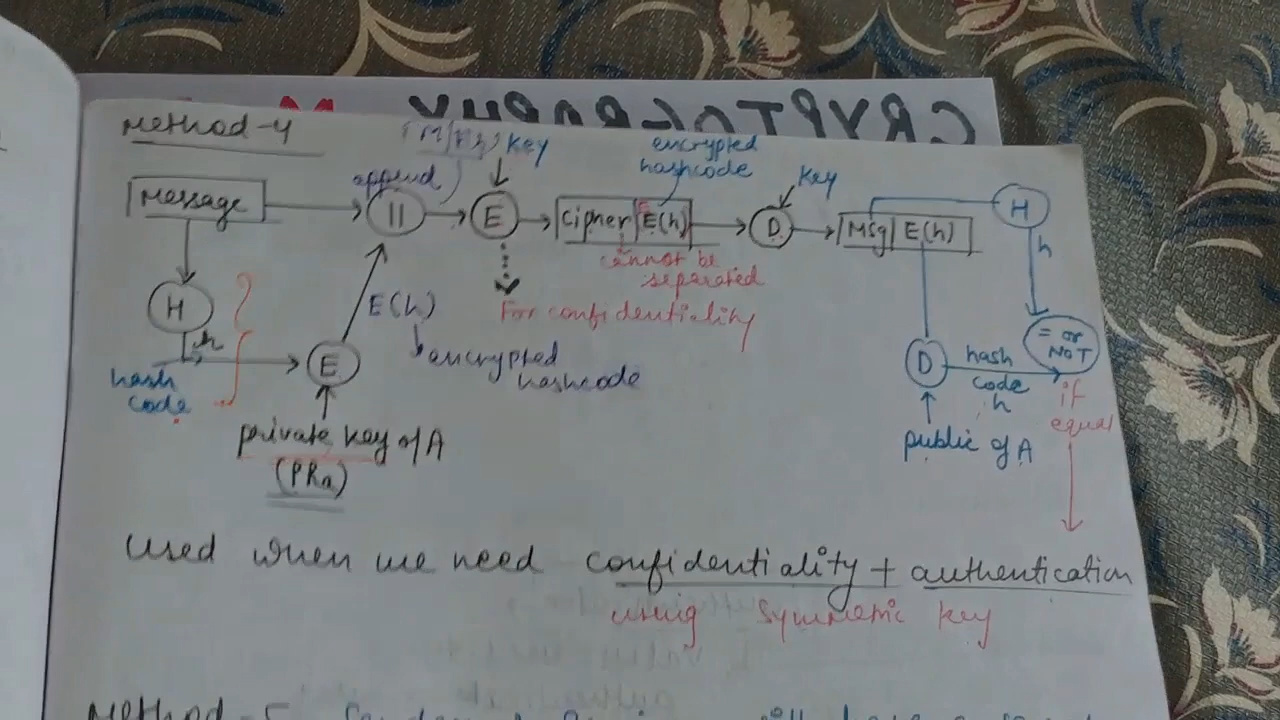 CRYPTOGRAPHY
Method-4
Key
encrypted
hashcode
append
Key
Message
||
E
Cipher E(h)
D
Msg E(h)
H
cannot be
separated
h
H
E(h)
For confidentiality
= or
NOT
h
encrypted
hashcode
E
D
hash
code
h
hash
code
if
equal
private key of A
(PRa)
public of A
used when we need confidentiality + authentication
using symmetric key
Method-5